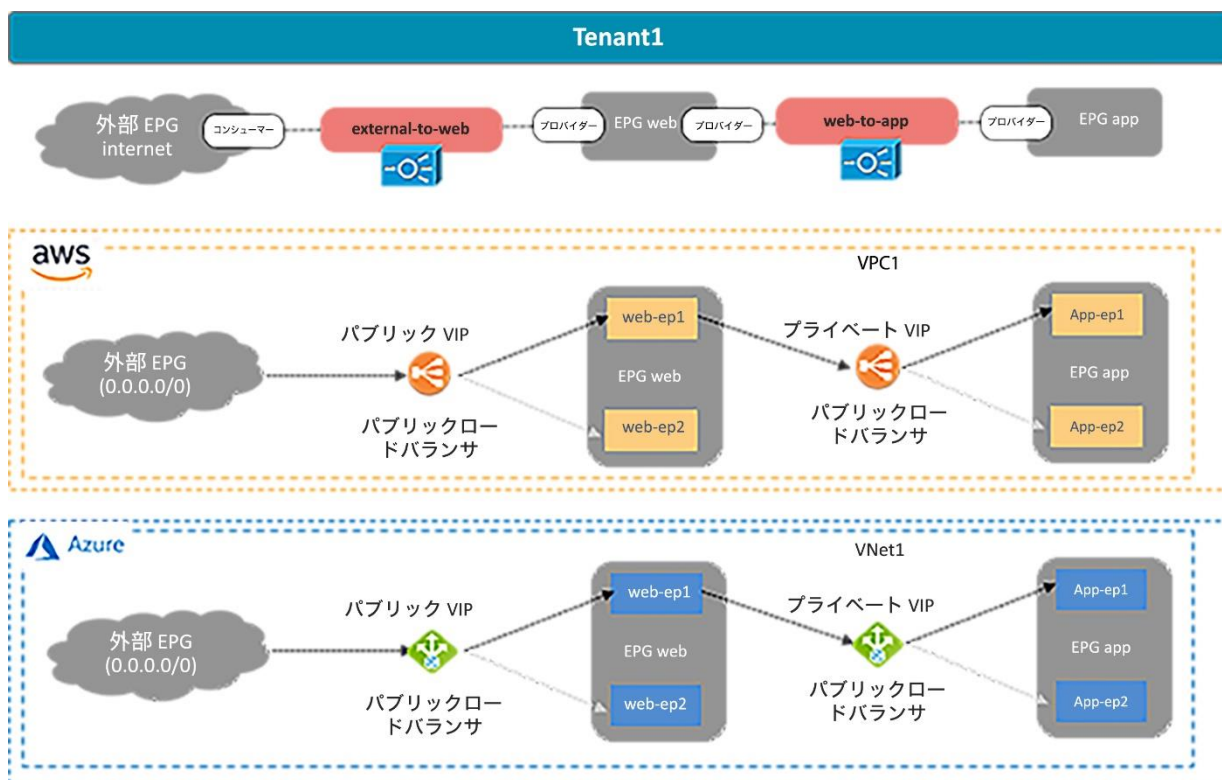 Tenant1
外部 EPG
internet
コンシューマー
external-to-web
プロバイダー
EPG web
プロバイダー
web-to-app
プロバイダー
EPG app
aws
VPC1
外部 EPG
(0.0.0.0/0)
パブリック VIP
パブリックロー
ドバランサ
web-ep1
EPG web
web-ep2
プライベート VIP
パブリックロー
ドバランサ
App-ep1
EPG app
App-ep2
Azure
VNet1
外部 EPG
(0.0.0.0/0)
パブリック VIP
パブリックロー
ドバランサ
web-ep1
EPG web
web-ep2
プライベート VIP
パブリックロー
ドバランサ
App-ep1
EPG app
App-ep2